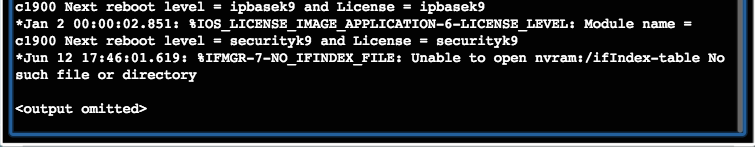 c1900 Next reboot level = ipbasek9 and License = ipbasek9
*Jan 2 00:00:02.851: %IOS_LICENSE_IMAGE_APPLICATION-6-LICENSE_LEVEL: Module name =
c1900 Next reboot level = securityk9 and License = securityk9
*Jun 12 17:46:01.619: %IFMGR-7-NO_IFINDEX_FILE: Unable to open nvram:/ifIndex-table No
such file or directory
<output omitted>